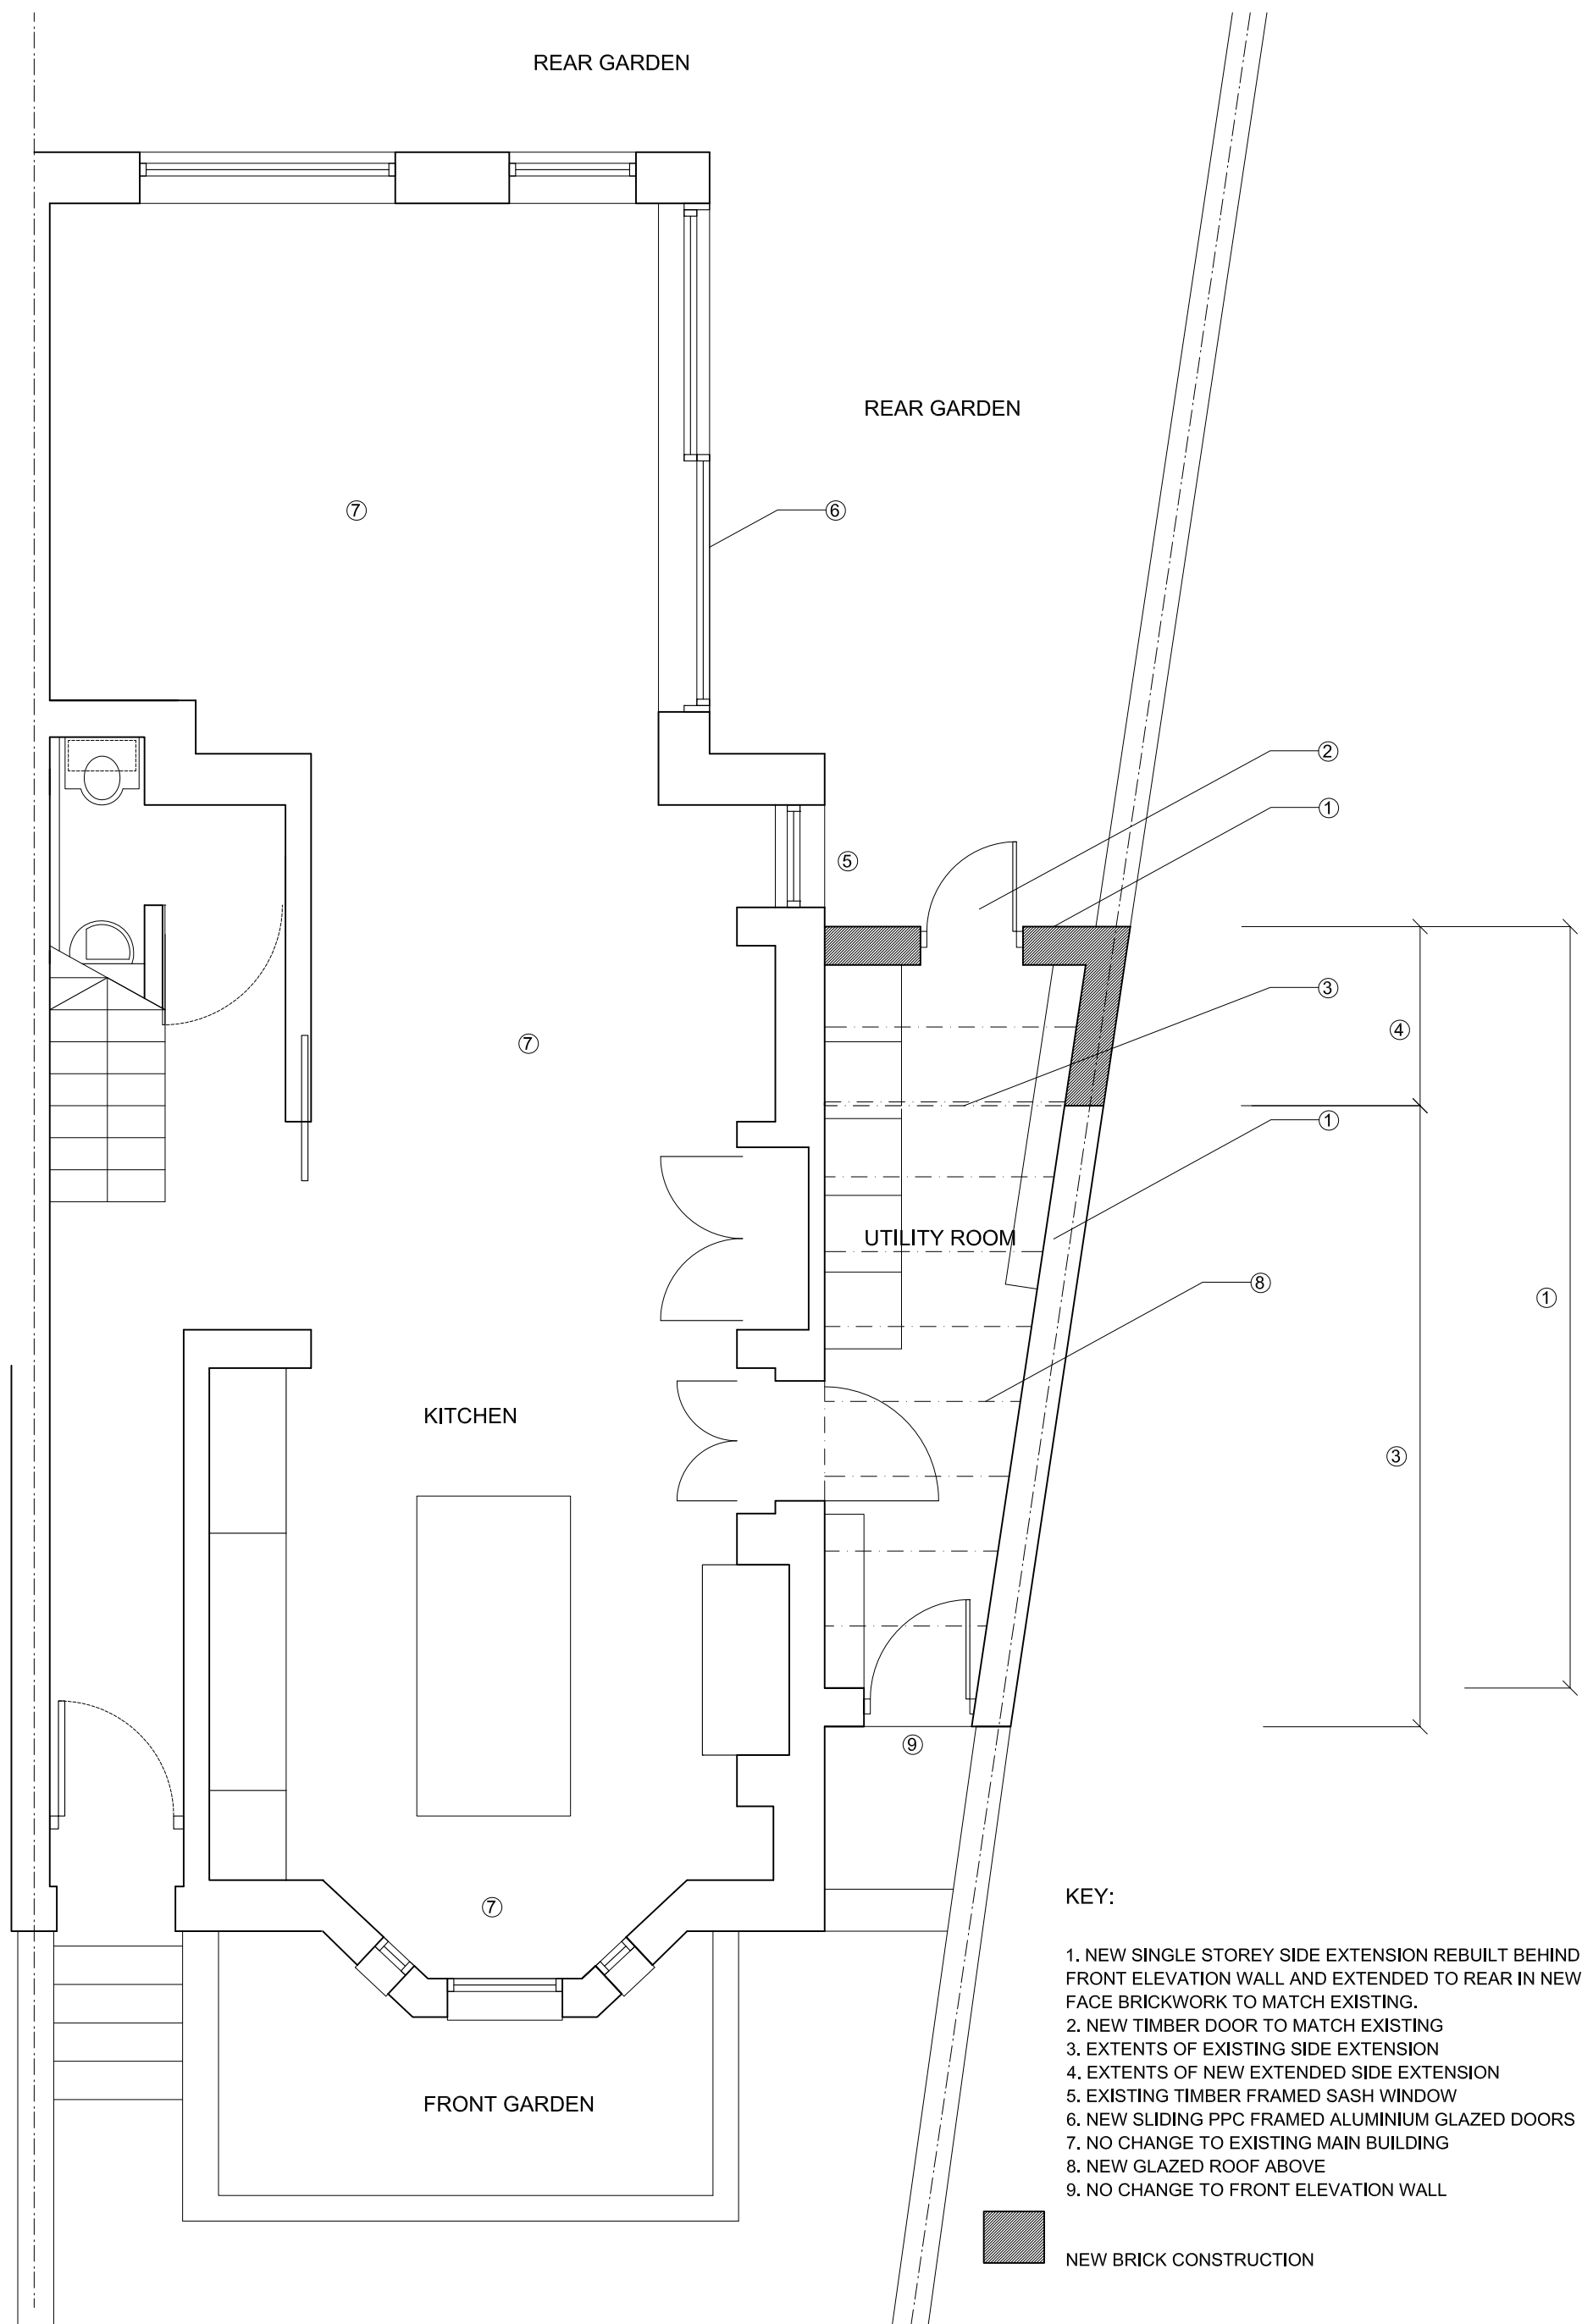 REAR GARDEN
REAR GARDEN
7
6
2
1
5
3
4
7
1
UTILITY ROOM
8
1
KITCHEN
3
9
KEY:
7
1. NEW SINGLE STOREY SIDE EXTENSION REBUILT BEHIND
FRONT ELEVATION WALL AND EXTENDED TO REAR IN NEW
FACE BRICKWORK TO MATCH EXISTING.
2. NEW TIMBER DOOR TO MATCH EXISTING
3. EXTENTS OF EXISTING SIDE EXTENSION
4. EXTENTS OF NEW EXTENDED SIDE EXTENSION
5. EXISTING TIMBER FRAMED SASH WINDOW
6. NEW SLIDING PPC FRAMED ALUMINIUM GLAZED DOORS
7. NO CHANGE TO EXISTING MAIN BUILDING
8. NEW GLAZED ROOF ABOVE
9. NO CHANGE TO FRONT ELEVATION WALL
FRONT GARDEN
NEW BRICK CONSTRUCTION